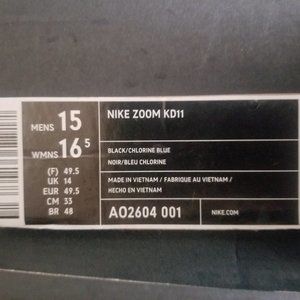 MENS 15
WMNS 16.5
(F) 49.5
UK 14
EUR 49.5
CM 33
BR 48
NIKE ZOOM KD11
BLACK/CHLORINE BLUE
NOIR/BLEU CHLORINE
MADE IN VIETNAM / FABRIQUE AU VIETNAM /
HECHO EN VIETNAM
AO2604 001
NIKE.COM